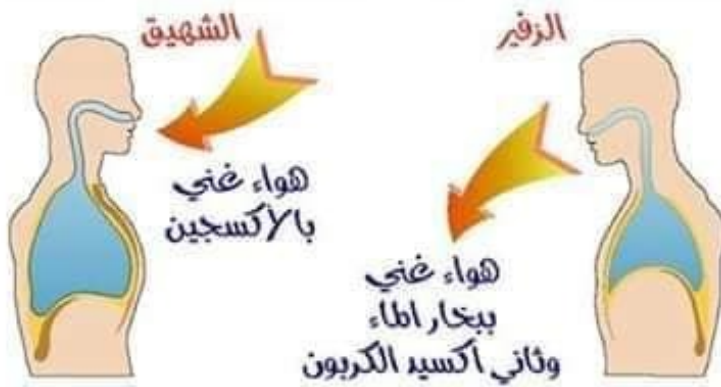 الزفير
الشهيق
هواء غني
بالأكسجين
هواء غني
ببخار الماء
وثاني أكسيد الكربون